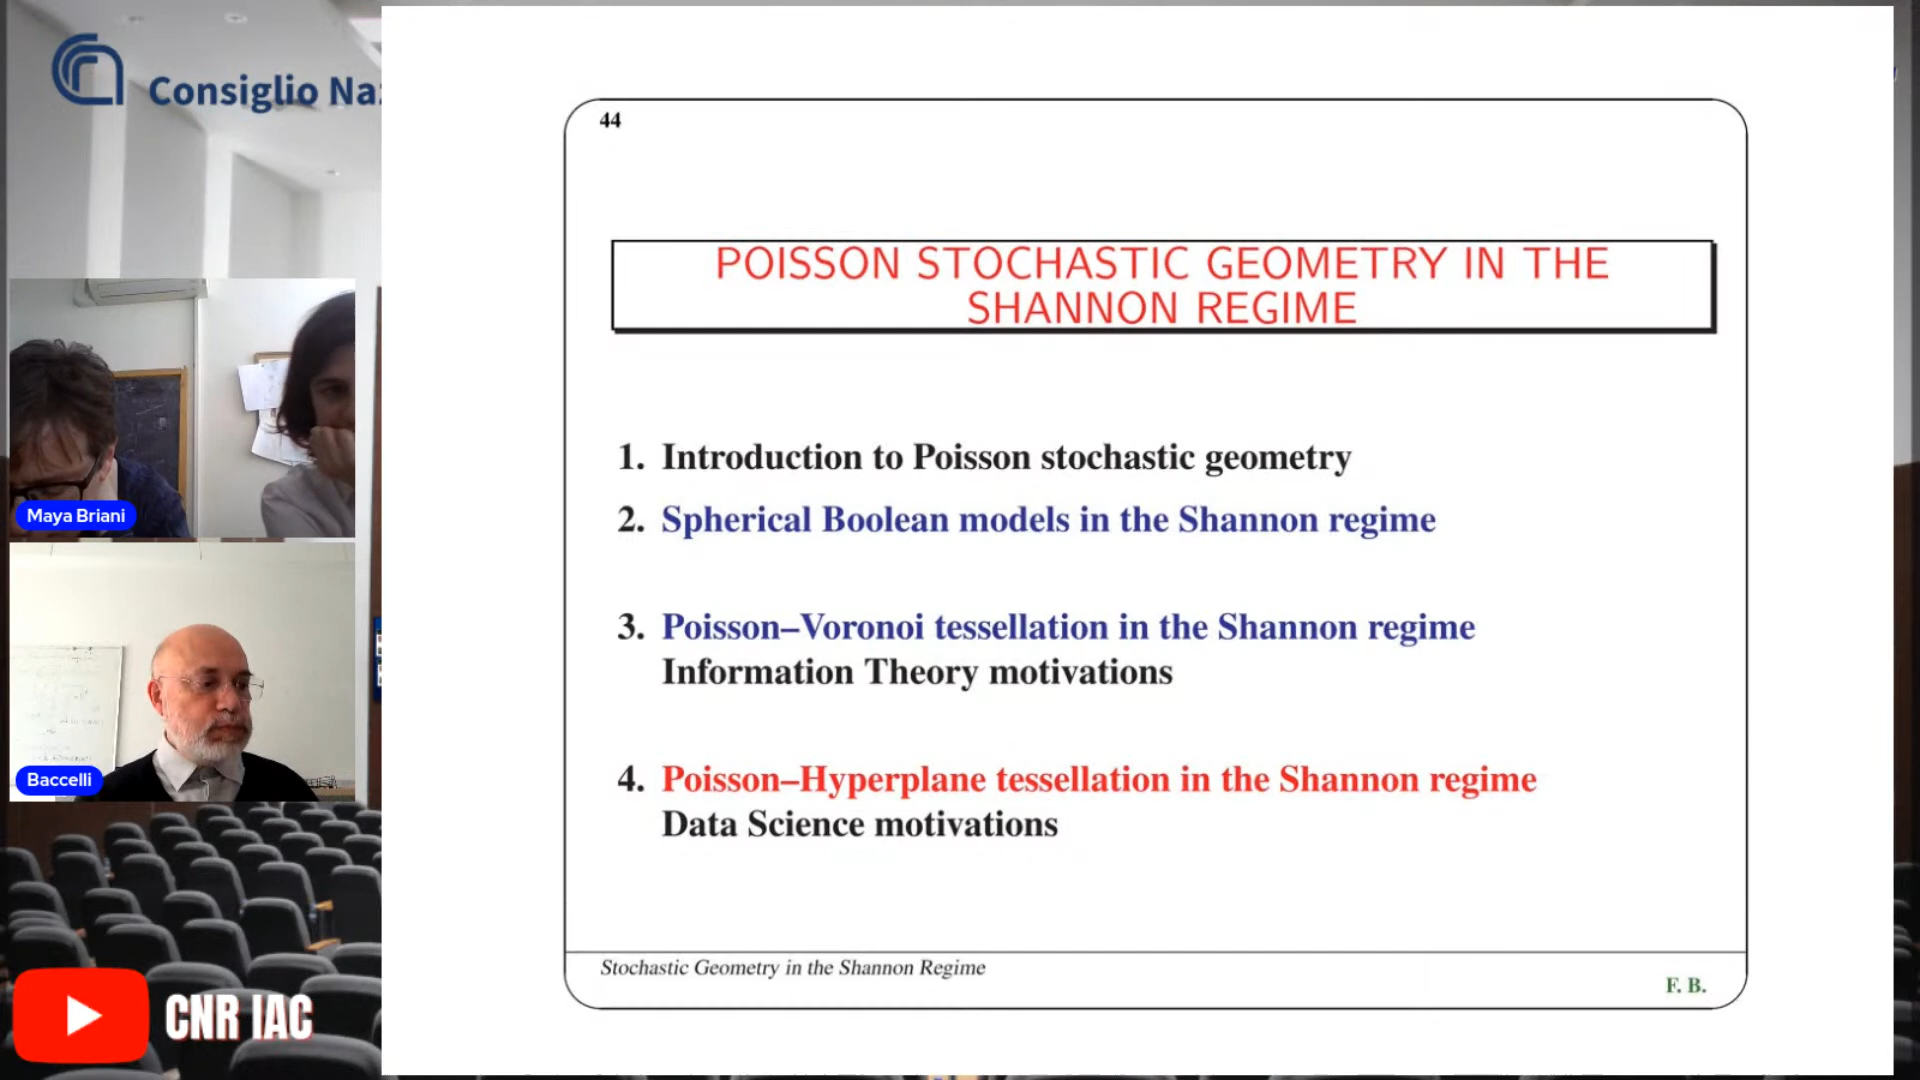 Consiglio Na
44
POISSON STOCHASTIC GEOMETRY IN THE
SHANNON REGIME
1. Introduction to Poisson stochastic geometry
2. Spherical Boolean models in the Shannon regime
3. Poisson–Voronoi tessellation in the Shannon regime
Information Theory motivations
4. Poisson–Hyperplane tessellation in the Shannon regime
Data Science motivations
Stochastic Geometry in the Shannon Regime
F. B.
Maya Briani
Baccelli
CNR IAC